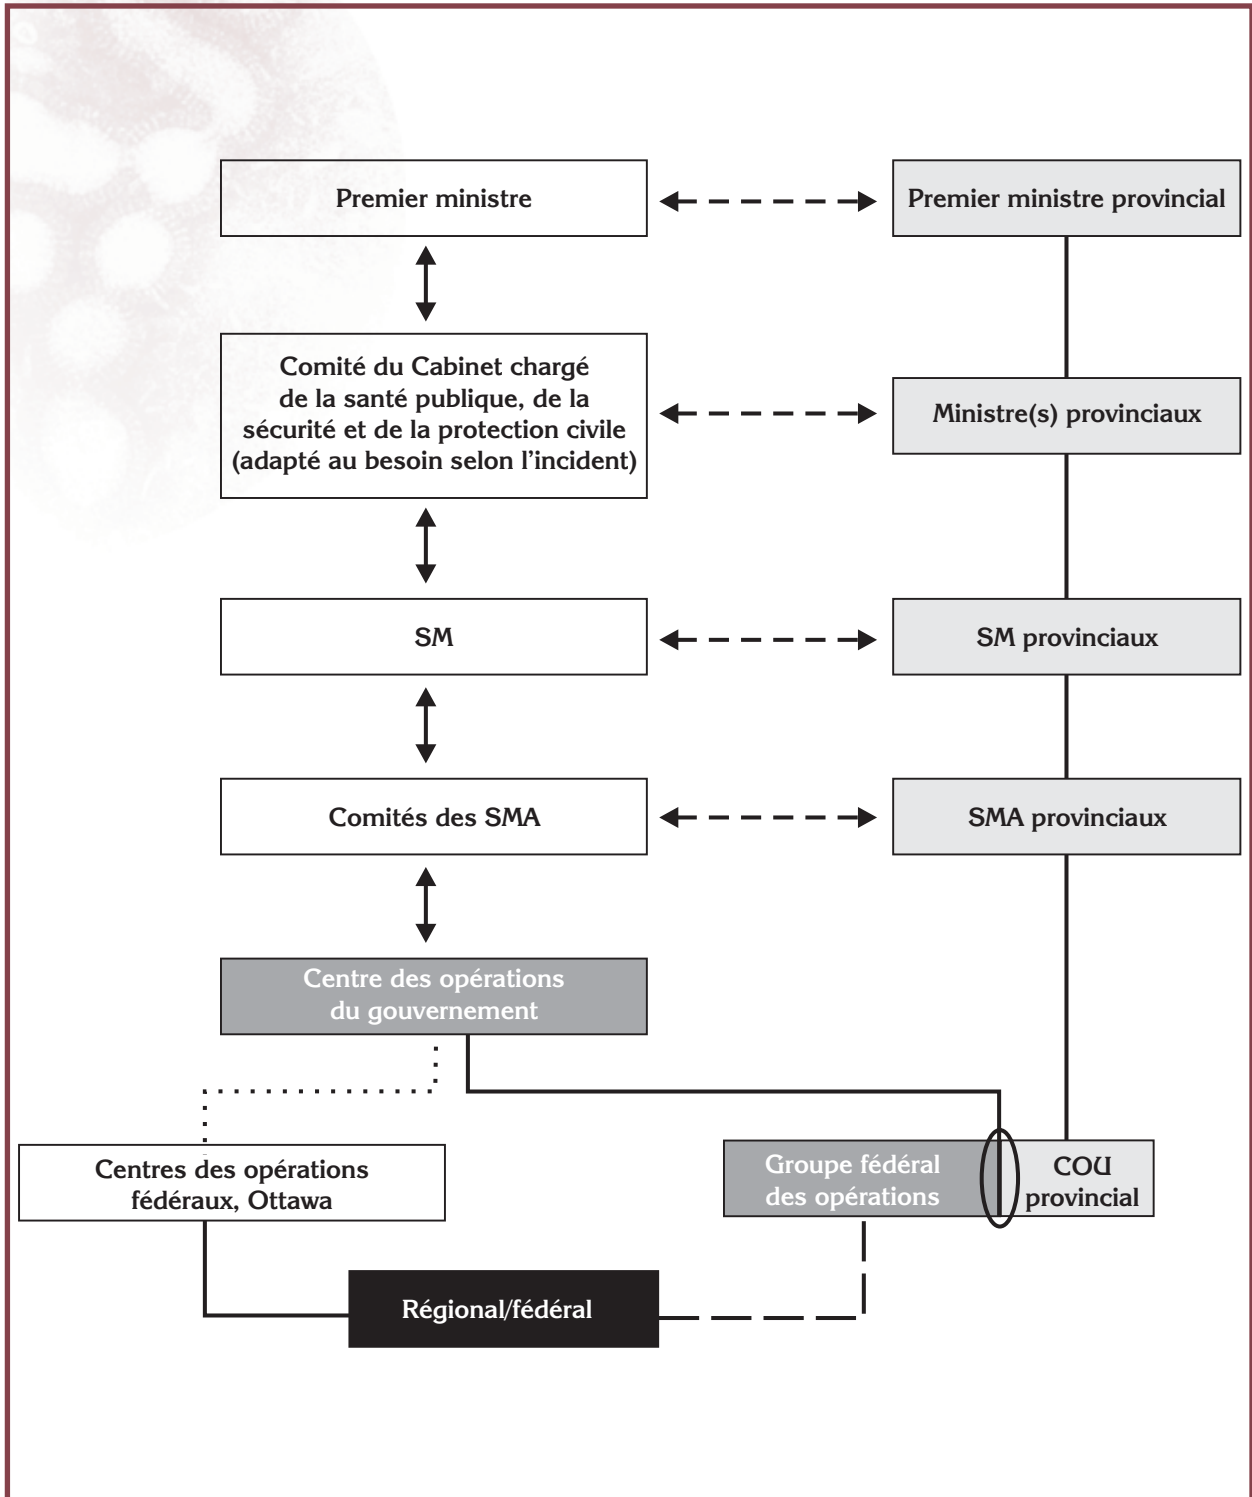 Premier ministre
Premier ministre provincial
Comité du Cabinet chargé
de la santé publique, de la
sécurité et de la protection civile
(adapté au besoin selon l'incident)
Ministre(s) provinciaux
SM
SM provinciaux
Comités des SMA
SMA provinciaux
Centre des opérations
du gouvernement
Centres des opérations
fédéraux, Ottawa
Groupe fédéral
des opérations
COU
provincial
Régional/fédéral